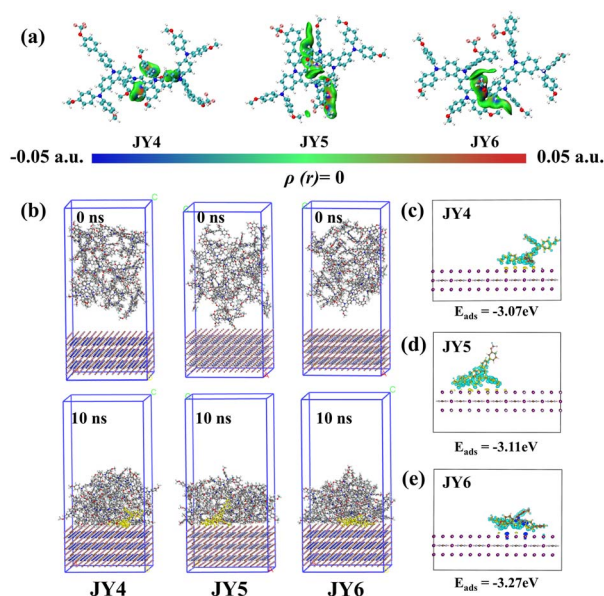 (a)
JY4 JY5 JY6
-0.05 a.u. 0.05 a.u.
ρ (r)= 0
(b)
0 ns 0 ns 0 ns
10 ns 10 ns 10 ns
JY4 JY5 JY6
(c)
JY4
E_ads = -3.07eV
(d)
JY5
E_ads = -3.11eV
(e)
JY6
E_ads = -3.27eV